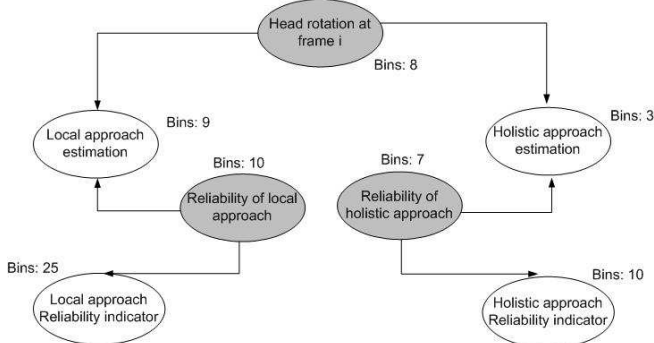 Head rotation at
frame i
Bins: 8
Local approach
estimation
Bins: 9
Holistic approach
estimation
Bins: 3
Bins: 10
Reliability of local
approach
Bins: 7
Reliability of
holistic approach
Bins: 25
Local approach
Reliability indicator
Bins: 10
Holistic approach
Reliability indicator